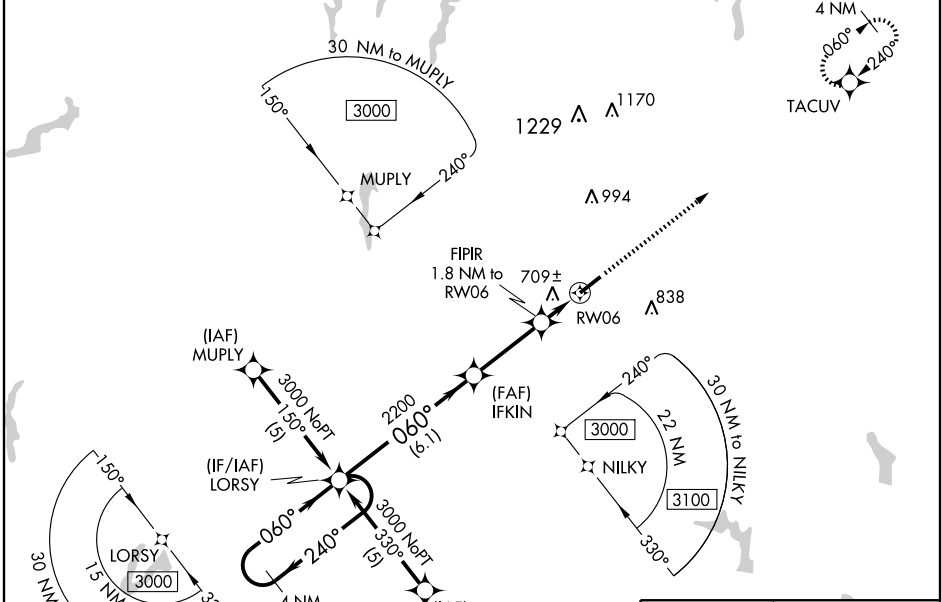 4 NM
060°
240°
TACUV
30 NM to MUPLY
150°
3000
240°
MUPLY
1229
1170
994
FIPIR
1.8 NM to
RW06
709±
RW06
838
(IAF)
MUPLY
3000 NoPT
150°
(5)
2200
060°
(6.1)
(FAF)
IFKIN
240°
30 NM to NILKY
3000
22 NM
NILKY
3100
330°
(IF/IAF)
LORSY
060°
240°
4 NM
3000 NoPT
330°
(5)
150°
LORSY
3000
15 NM
30 NM